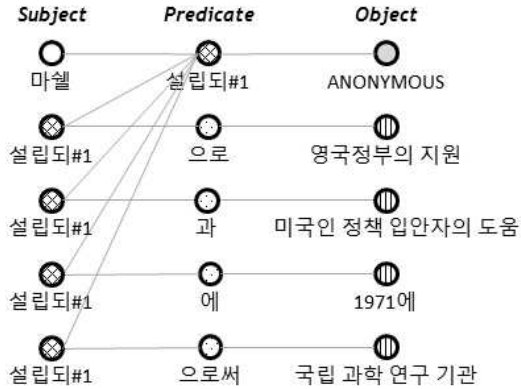 Subject Predicate Object
마쉘 설립되#1 ANONYMOUS
설립되#1 으로 영국정부의 지원
설립되#1 과 미국인 정책 입안자의 도움
설립되#1 에 1971에
설립되#1 으로써 국립 과학 연구 기관